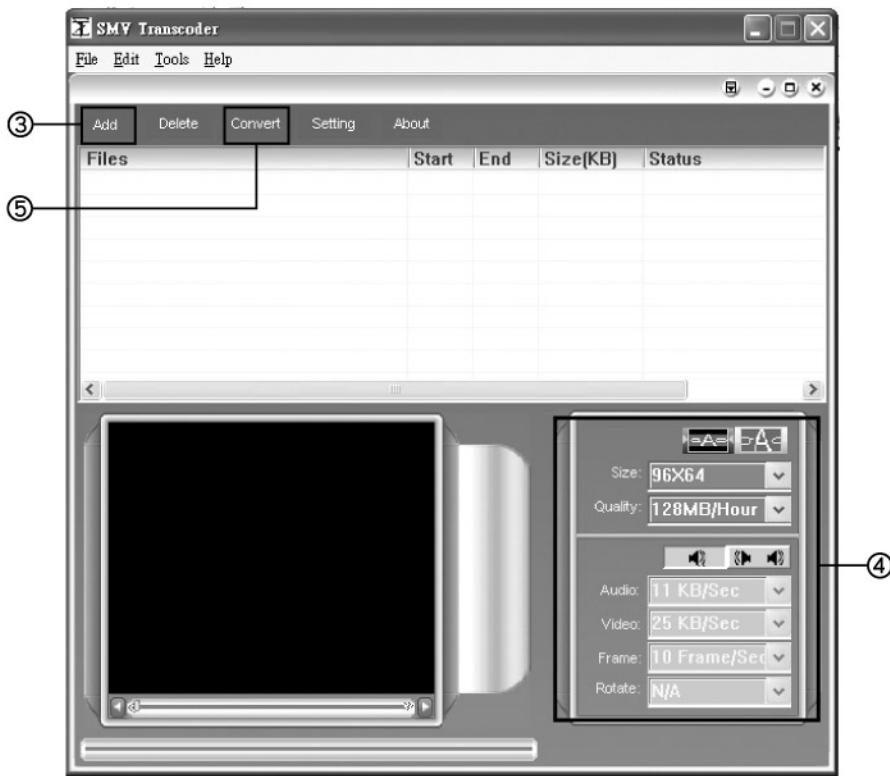 SMV Transcoder
File Edit Tools Help
③ Add Delete Convert Setting About
Files Start End Size(KB) Status
⑤
A A
Size: 96X64
Quality: 128MB/Hour
④
Audio: 11 KB/Sec
Video: 25 KB/Sec
Frame: 10 Frame/Sec
Rotate: N/A